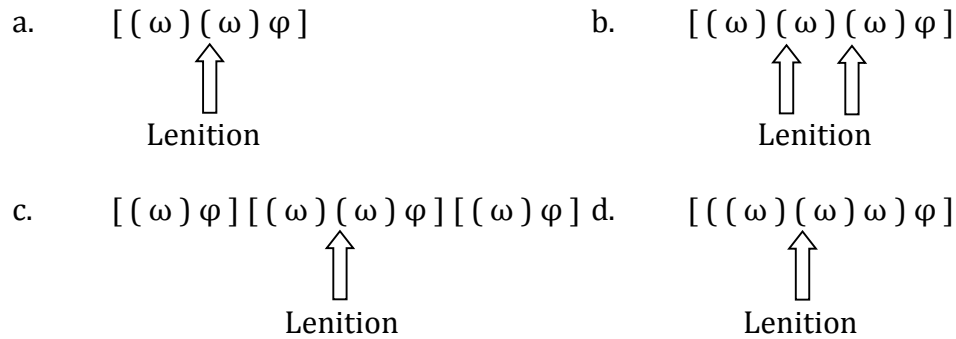 a. [ ( ω ) ( ω ) φ ] b. [ ( ω ) ( ω ) ( ω ) φ ]
Lenition Lenition
c. [ ( ω ) φ ] [ ( ω ) ( ω ) φ ] [ ( ω ) φ ] d. [ ( ( ω ) ( ω ) ω ) φ ]
Lenition Lenition